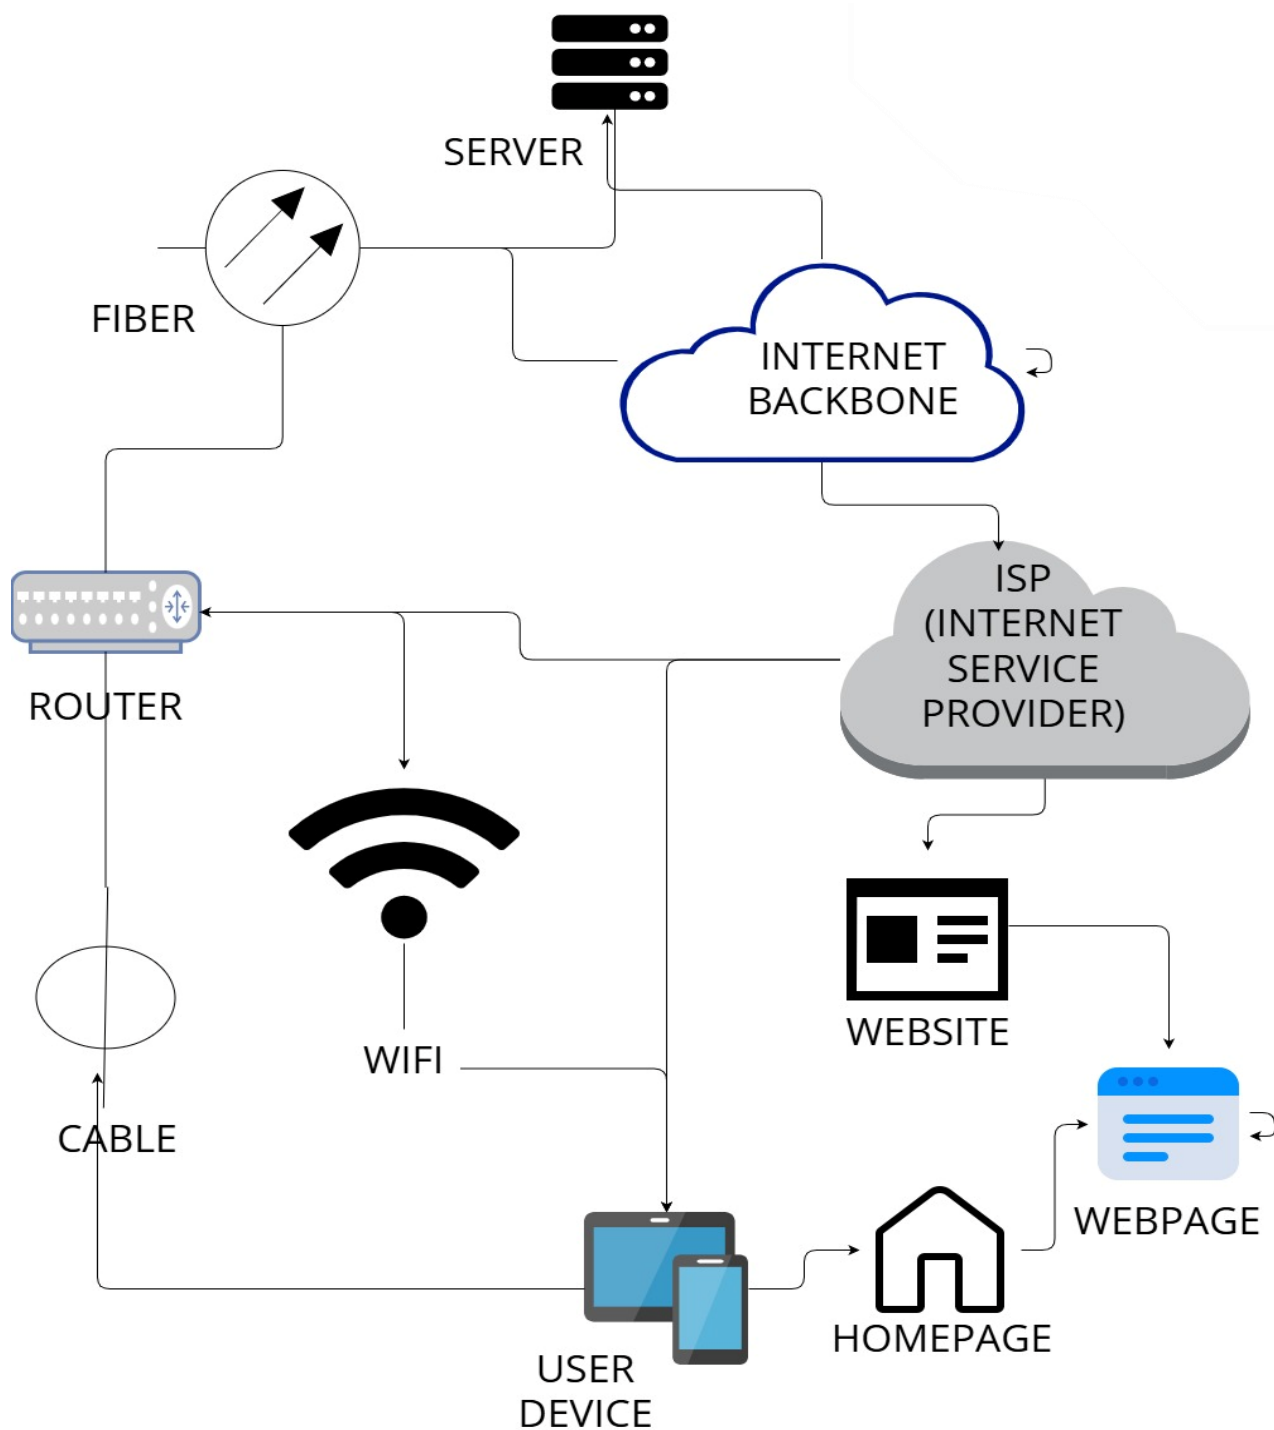 SERVER
FIBER
INTERNET
BACKBONE
ISP
(INTERNET
SERVICE
PROVIDER)
ROUTER
WEBSITE
WIFI
CABLE
WEBPAGE
HOMEPAGE
USER
DEVICE